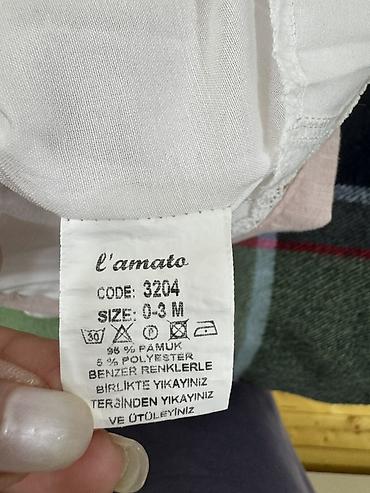 l'amato
CODE: 3204
SIZE: 0-3 M
30 P
95 % PAMUK
5 % POLYESTER
BENZER RENKLERLE
BİRLİKTE YIKAYINIZ
TERSİNDEN YIKAYINIZ
VE ÜTÜLEYİNİZ